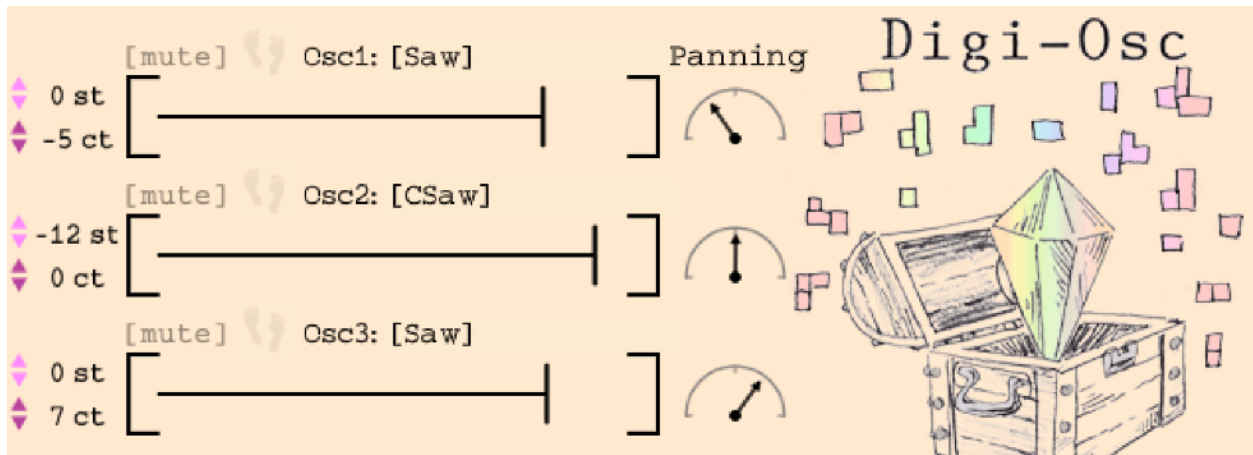 [mute] Osc1: [Saw] Panning Digi-Osc
0 st
-5 ct
[mute] Osc2: [CSaw]
-12 st
0 ct
[mute] Osc3: [Saw]
0 st
7 ct